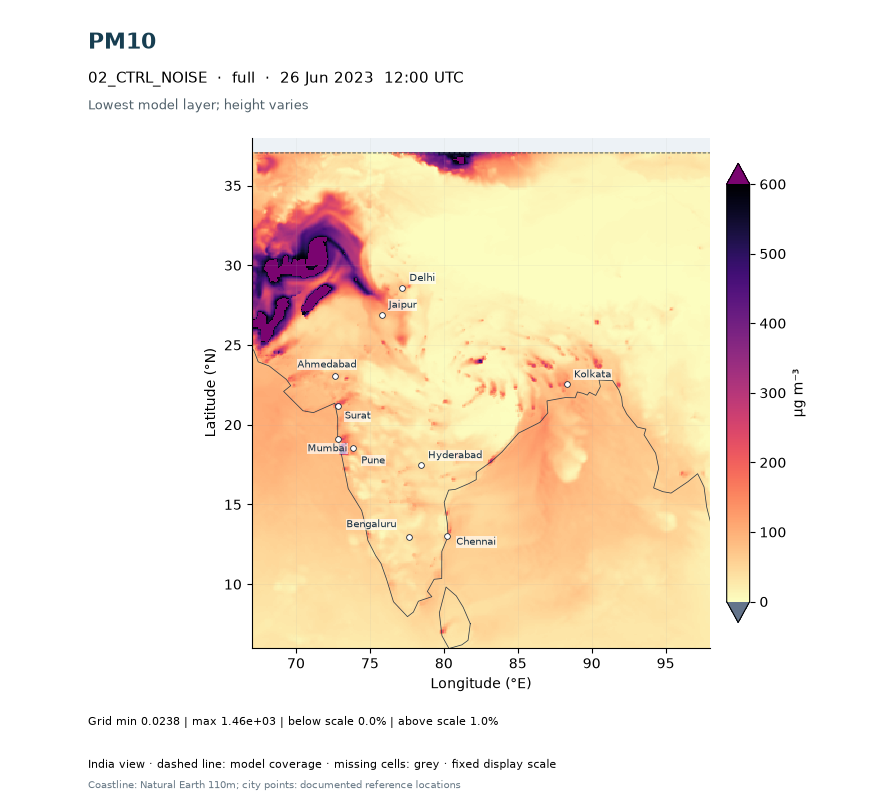 PM10
02_CTRL_NOISE · full · 26 Jun 2023 12:00 UTC
Lowest model layer; height varies
35
30
25
20
15
10
Latitude (°N)
70
75
80
85
90
95
Longitude (°E)
Delhi
Jaipur
Ahmedabad
Kolkata
Surat
Mumbai
Pune
Hyderabad
Bengaluru
Chennai
600
500
400
300
200
100
0
µg m⁻³
Grid min 0.0238 | max 1.46e+03 | below scale 0.0% | above scale 1.0%
India view · dashed line: model coverage · missing cells: grey · fixed display scale
Coastline: Natural Earth 110m; city points: documented reference locations